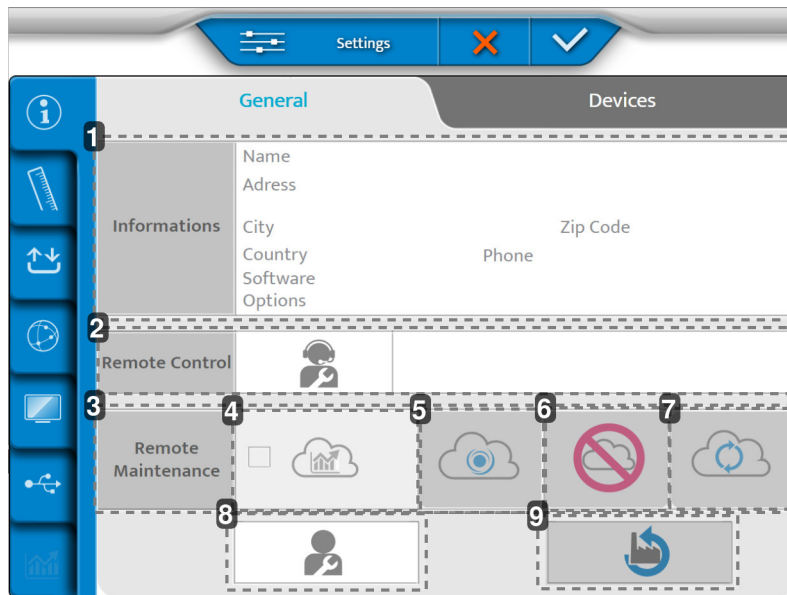 Settings
General
Devices
1
Informations
Name
Adress
City
Zip Code
Country
Phone
Software
Options
2
Remote Control
3
4
5
6
7
Remote
Maintenance
8
9